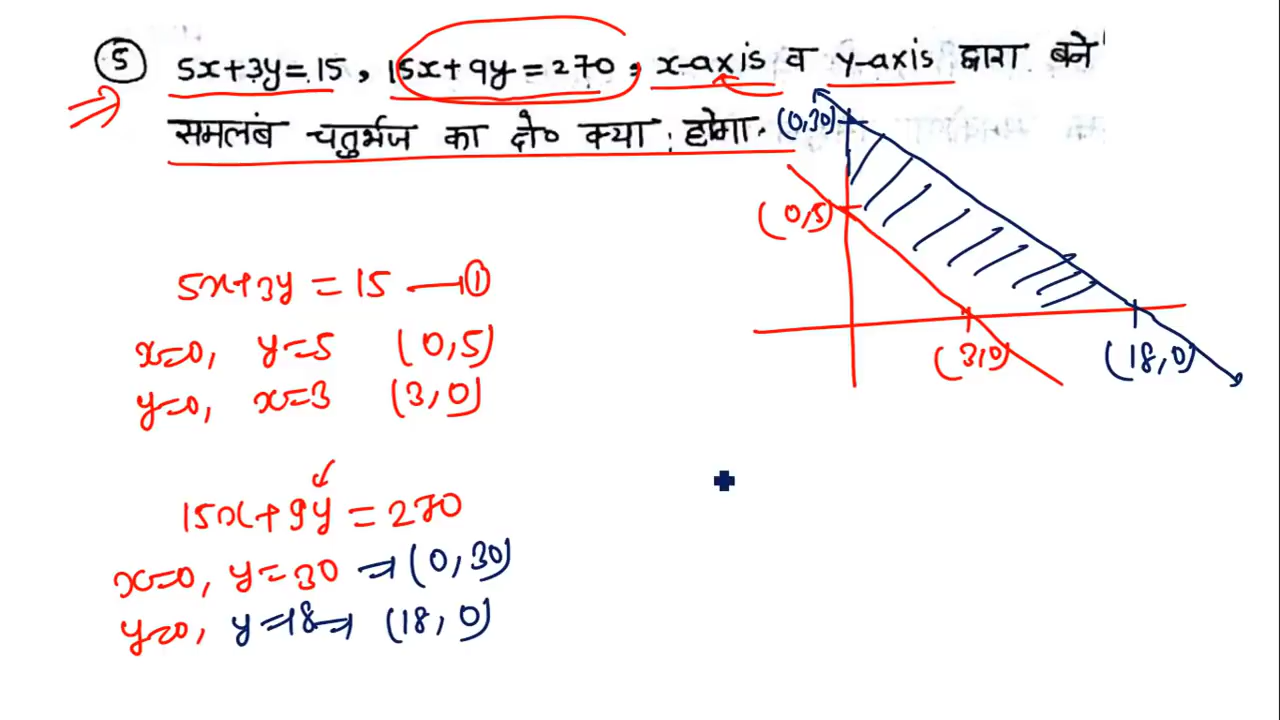 ⑤ 5x+3y=15, 15x+9y=270, x-axis व y-axis द्वारा बने
समलंब चतुर्भुज का क्षे० क्या होगा.
(0,30)
(0,5)
(3,0)
(18,0)
5x+3y = 15 —①
x=0, y=5 (0,5)
y=0, x=3 (3,0)
15x+9y = 270
x=0, y=30 ⇒ (0,30)
y=0, y=18 ⇒ (18,0)